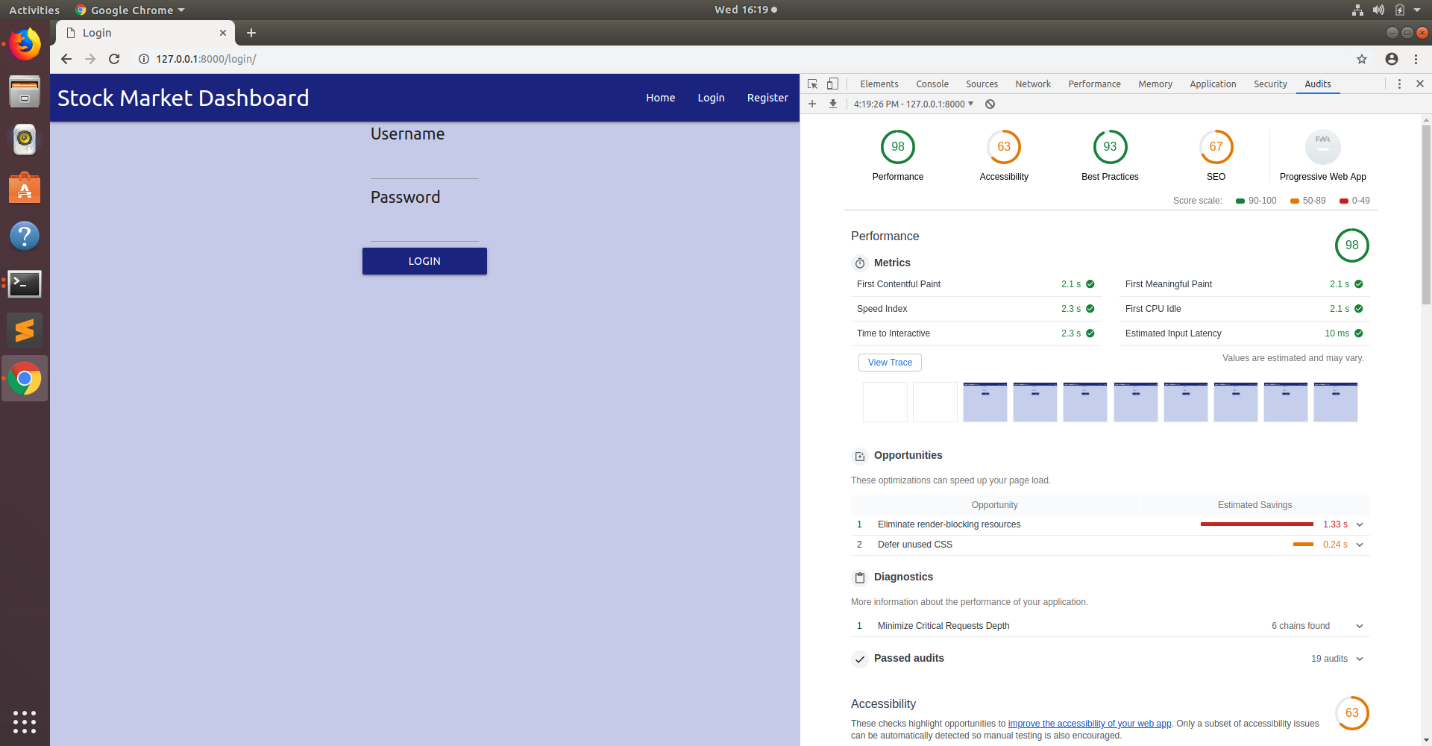 Activities Google Chrome Wed 16:19
Login
127.0.0.1:8000/login/
Stock Market Dashboard Home Login Register
Username
Password
LOGIN
Elements Console Sources Network Performance Memory Application Security Audits
4:19:26 PM - 127.0.0.1:8000
98 63 93 67 PWA
Performance Accessibility Best Practices SEO Progressive Web App
Score scale: 90-100 50-89 0-49
Performance 98
Metrics
First Contentful Paint 2.1 s First Meaningful Paint 2.1 s
Speed Index 2.3 s First CPU Idle 2.1 s
Time to Interactive 2.3 s Estimated Input Latency 10 ms
View Trace Values are estimated and may vary.
Opportunities
These optimizations can speed up your page load.
Opportunity Estimated Savings
1 Eliminate render-blocking resources 1.33 s
2 Defer unused CSS 0.24 s
Diagnostics
More information about the performance of your application.
1 Minimize Critical Requests Depth 6 chains found
Passed audits 19 audits
Accessibility 63
These checks highlight opportunities to improve the accessibility of your web app. Only a subset of accessibility issues
can be automatically detected so manual testing is also encouraged.